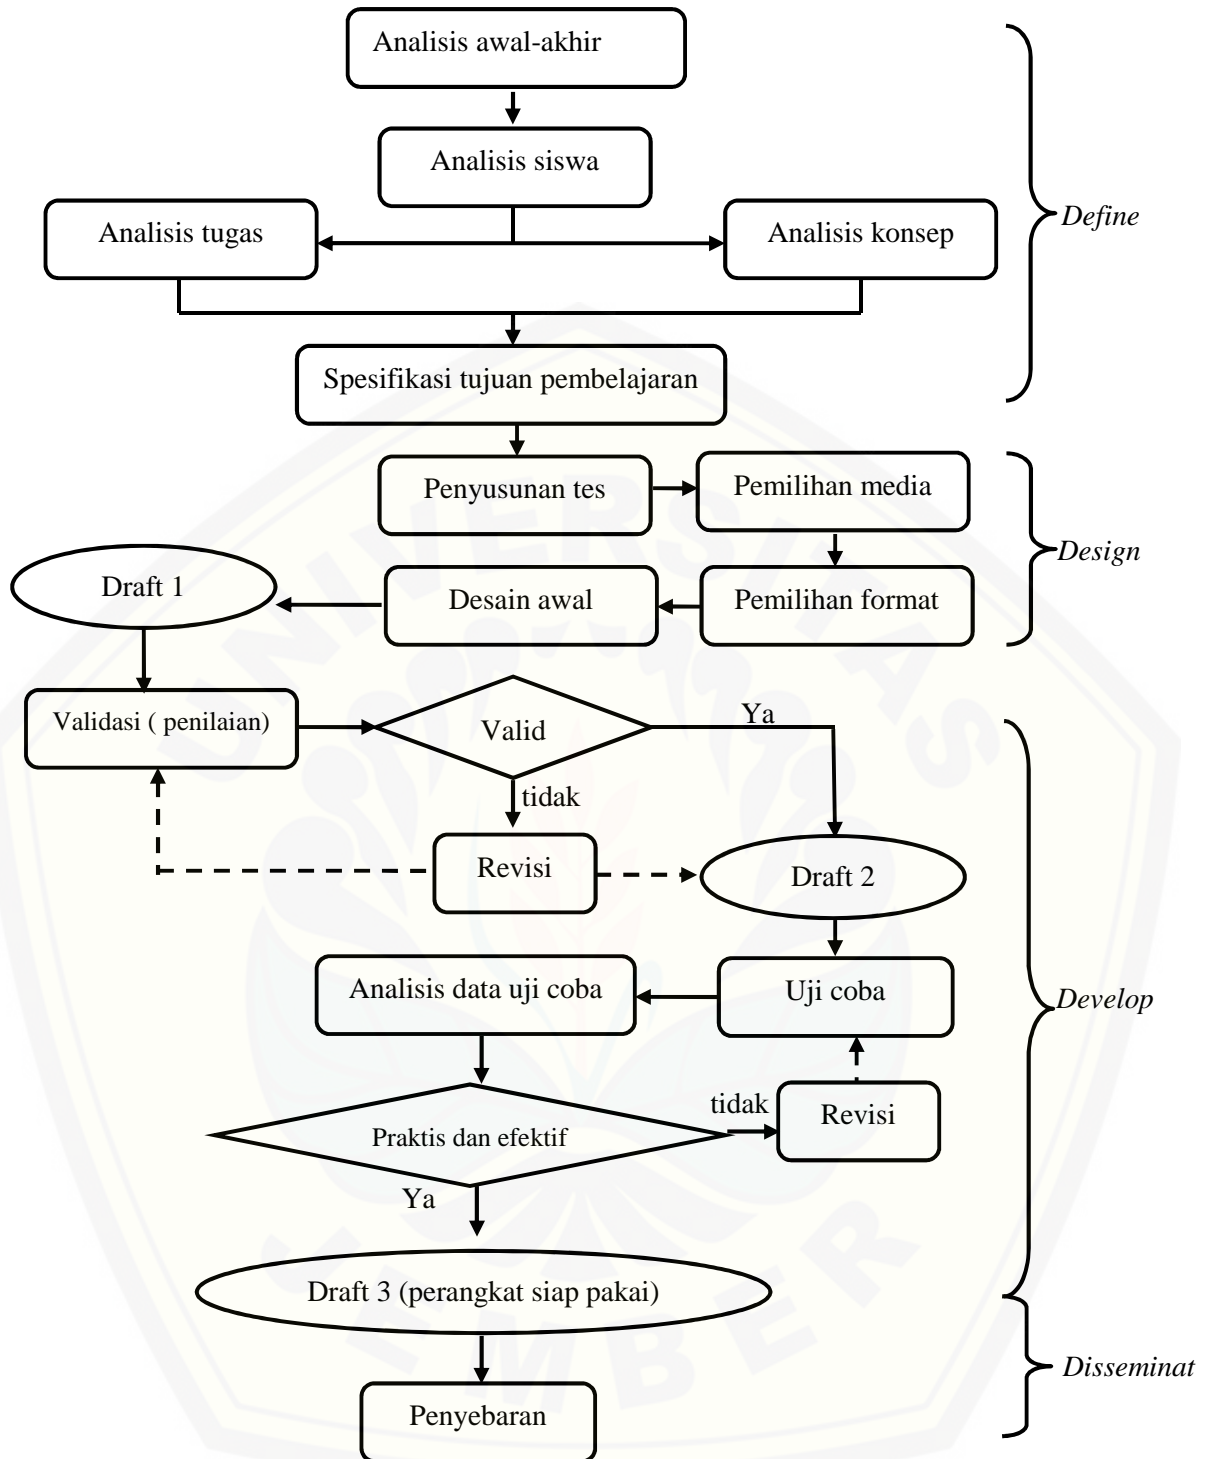 Analisis awal-akhir
Analisis siswa
Analisis tugas
Analisis konsep
Define
Spesifikasi tujuan pembelajaran
Penyusunan tes
Pemilihan media
Design
Draft 1
Desain awal
Pemilihan format
Validasi ( penilaian)
Valid
Ya
tidak
Revisi
Draft 2
Analisis data uji coba
Uji coba
Develop
Praktis dan efektif
tidak
Revisi
Ya
Draft 3 (perangkat siap pakai)
Disseminat
Penyebaran
UNIVERSITAS
JEMBER